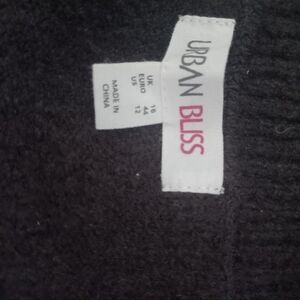 URBAN BLISS
UK 16
EURO 44
US 12
MADE IN
CHINA